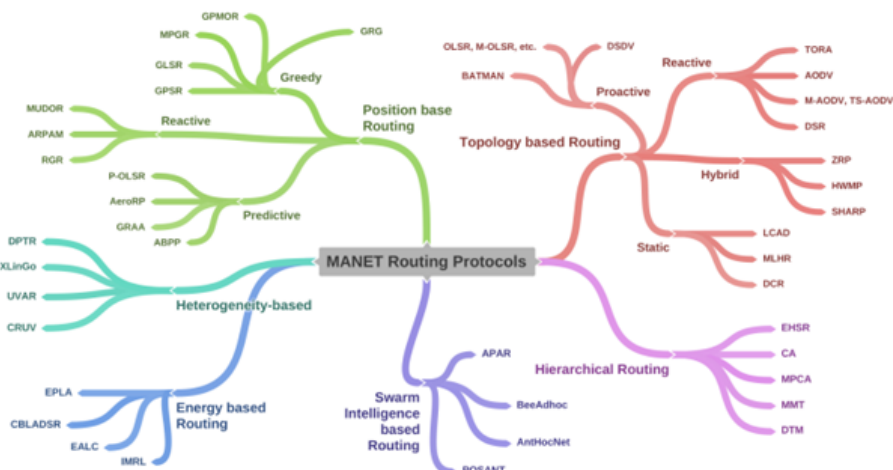 GPMOR
MPGR
GRG
GLSR
GPSR
Greedy
MUDOR
ARPAM
RGR
Reactive
Position base
Routing
P-OLSR
AeroRP
GRAA
ABPP
Predictive
OLSR, M-OLSR, etc.
DSDV
BATMAN
Proactive
Reactive
TORA
AODV
M-AODV, TS-AODV
DSR
Topology based Routing
Hybrid
ZRP
HWMP
SHARP
Static
LCAD
MLHR
DCR
MANET Routing Protocols
DPTR
XLinGo
UVAR
CRUV
Heterogeneity-based
EPLA
CBLADSR
EALC
IMRL
Energy based
Routing
Swarm
Intelligence
based
Routing
APAR
BeeAdhoc
AntHocNet
POSANT
Hierarchical Routing
EHSR
CA
MPCA
MMT
DTM